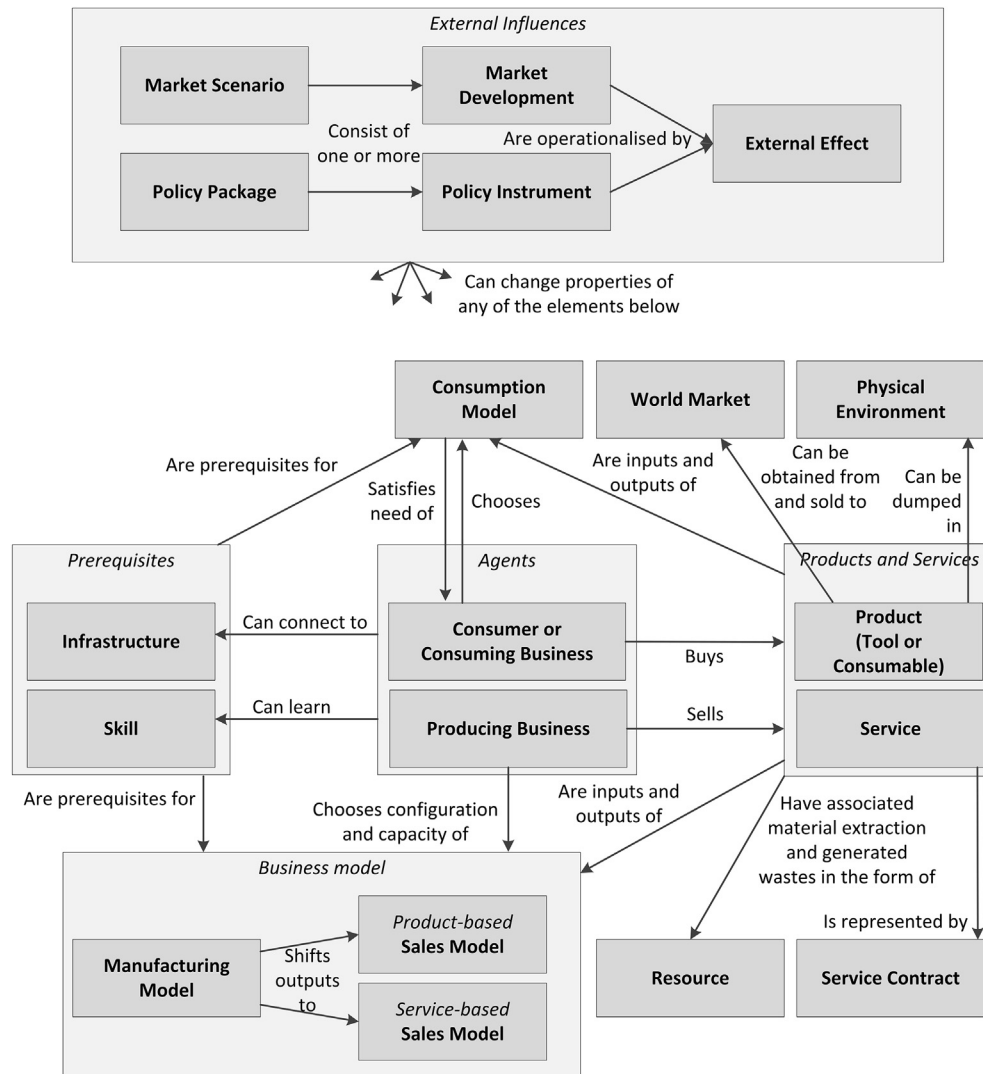 External Influences
Market Scenario
Market
Development
Consist of
one or more
Are operationalised by
External Effect
Policy Package
Policy Instrument
Can change properties of
any of the elements below
Consumption
Model
World Market
Physical
Environment
Are prerequisites for
Satisfies
need of
Chooses
Are inputs and
outputs of
Can be
obtained from
and sold to
Can be
dumped
in
Prerequisites
Agents
Products and Services
Infrastructure
Can connect to
Consumer or
Consuming Business
Buys
Product
(Tool or
Consumable)
Skill
Can learn
Producing Business
Sells
Service
Are prerequisites for
Chooses configuration
and capacity of
Are inputs and
outputs of
Have associated
material extraction
and generated
wastes in the form of
Business model
Manufacturing
Model
Shifts
outputs
to
Product-based
Sales Model
Service-based
Sales Model
Is represented by
Resource
Service Contract